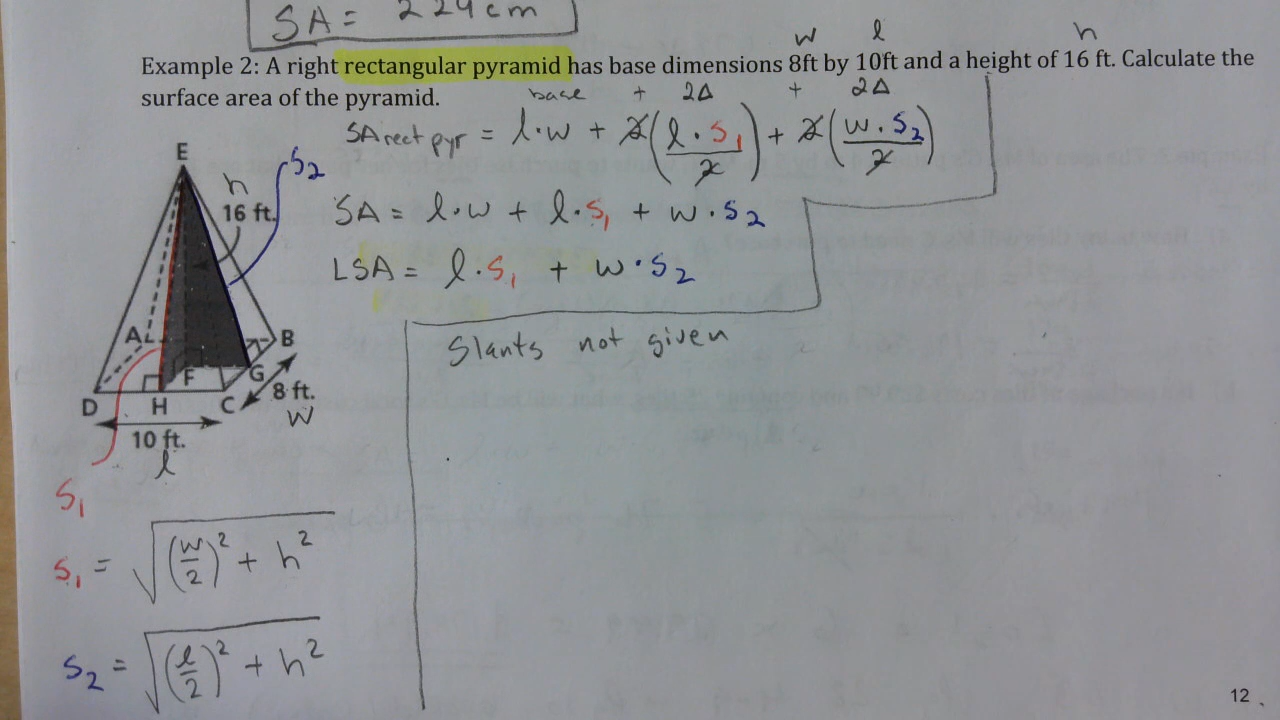 SA = 224 cm
w l h
Example 2: A right rectangular pyramid has base dimensions 8ft by 10ft and a height of 16 ft. Calculate the
surface area of the pyramid.
base + 2Δ + 2Δ
SA rect pyr = l·w + 2(l·s₁/2) + 2(w·s₂/2)
SA = l·w + l·s₁ + w·s₂
LSA = l·s₁ + w·s₂
Slants not given
E
s₂
h
16 ft.
A
B
F
G
D
H
C
8 ft.
w
10 ft.
l
s₁
s₁ = √((w/2)² + h²)
s₂ = √((l/2)² + h²)
12